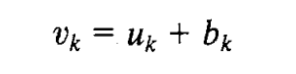 v_k = u_k + b_k